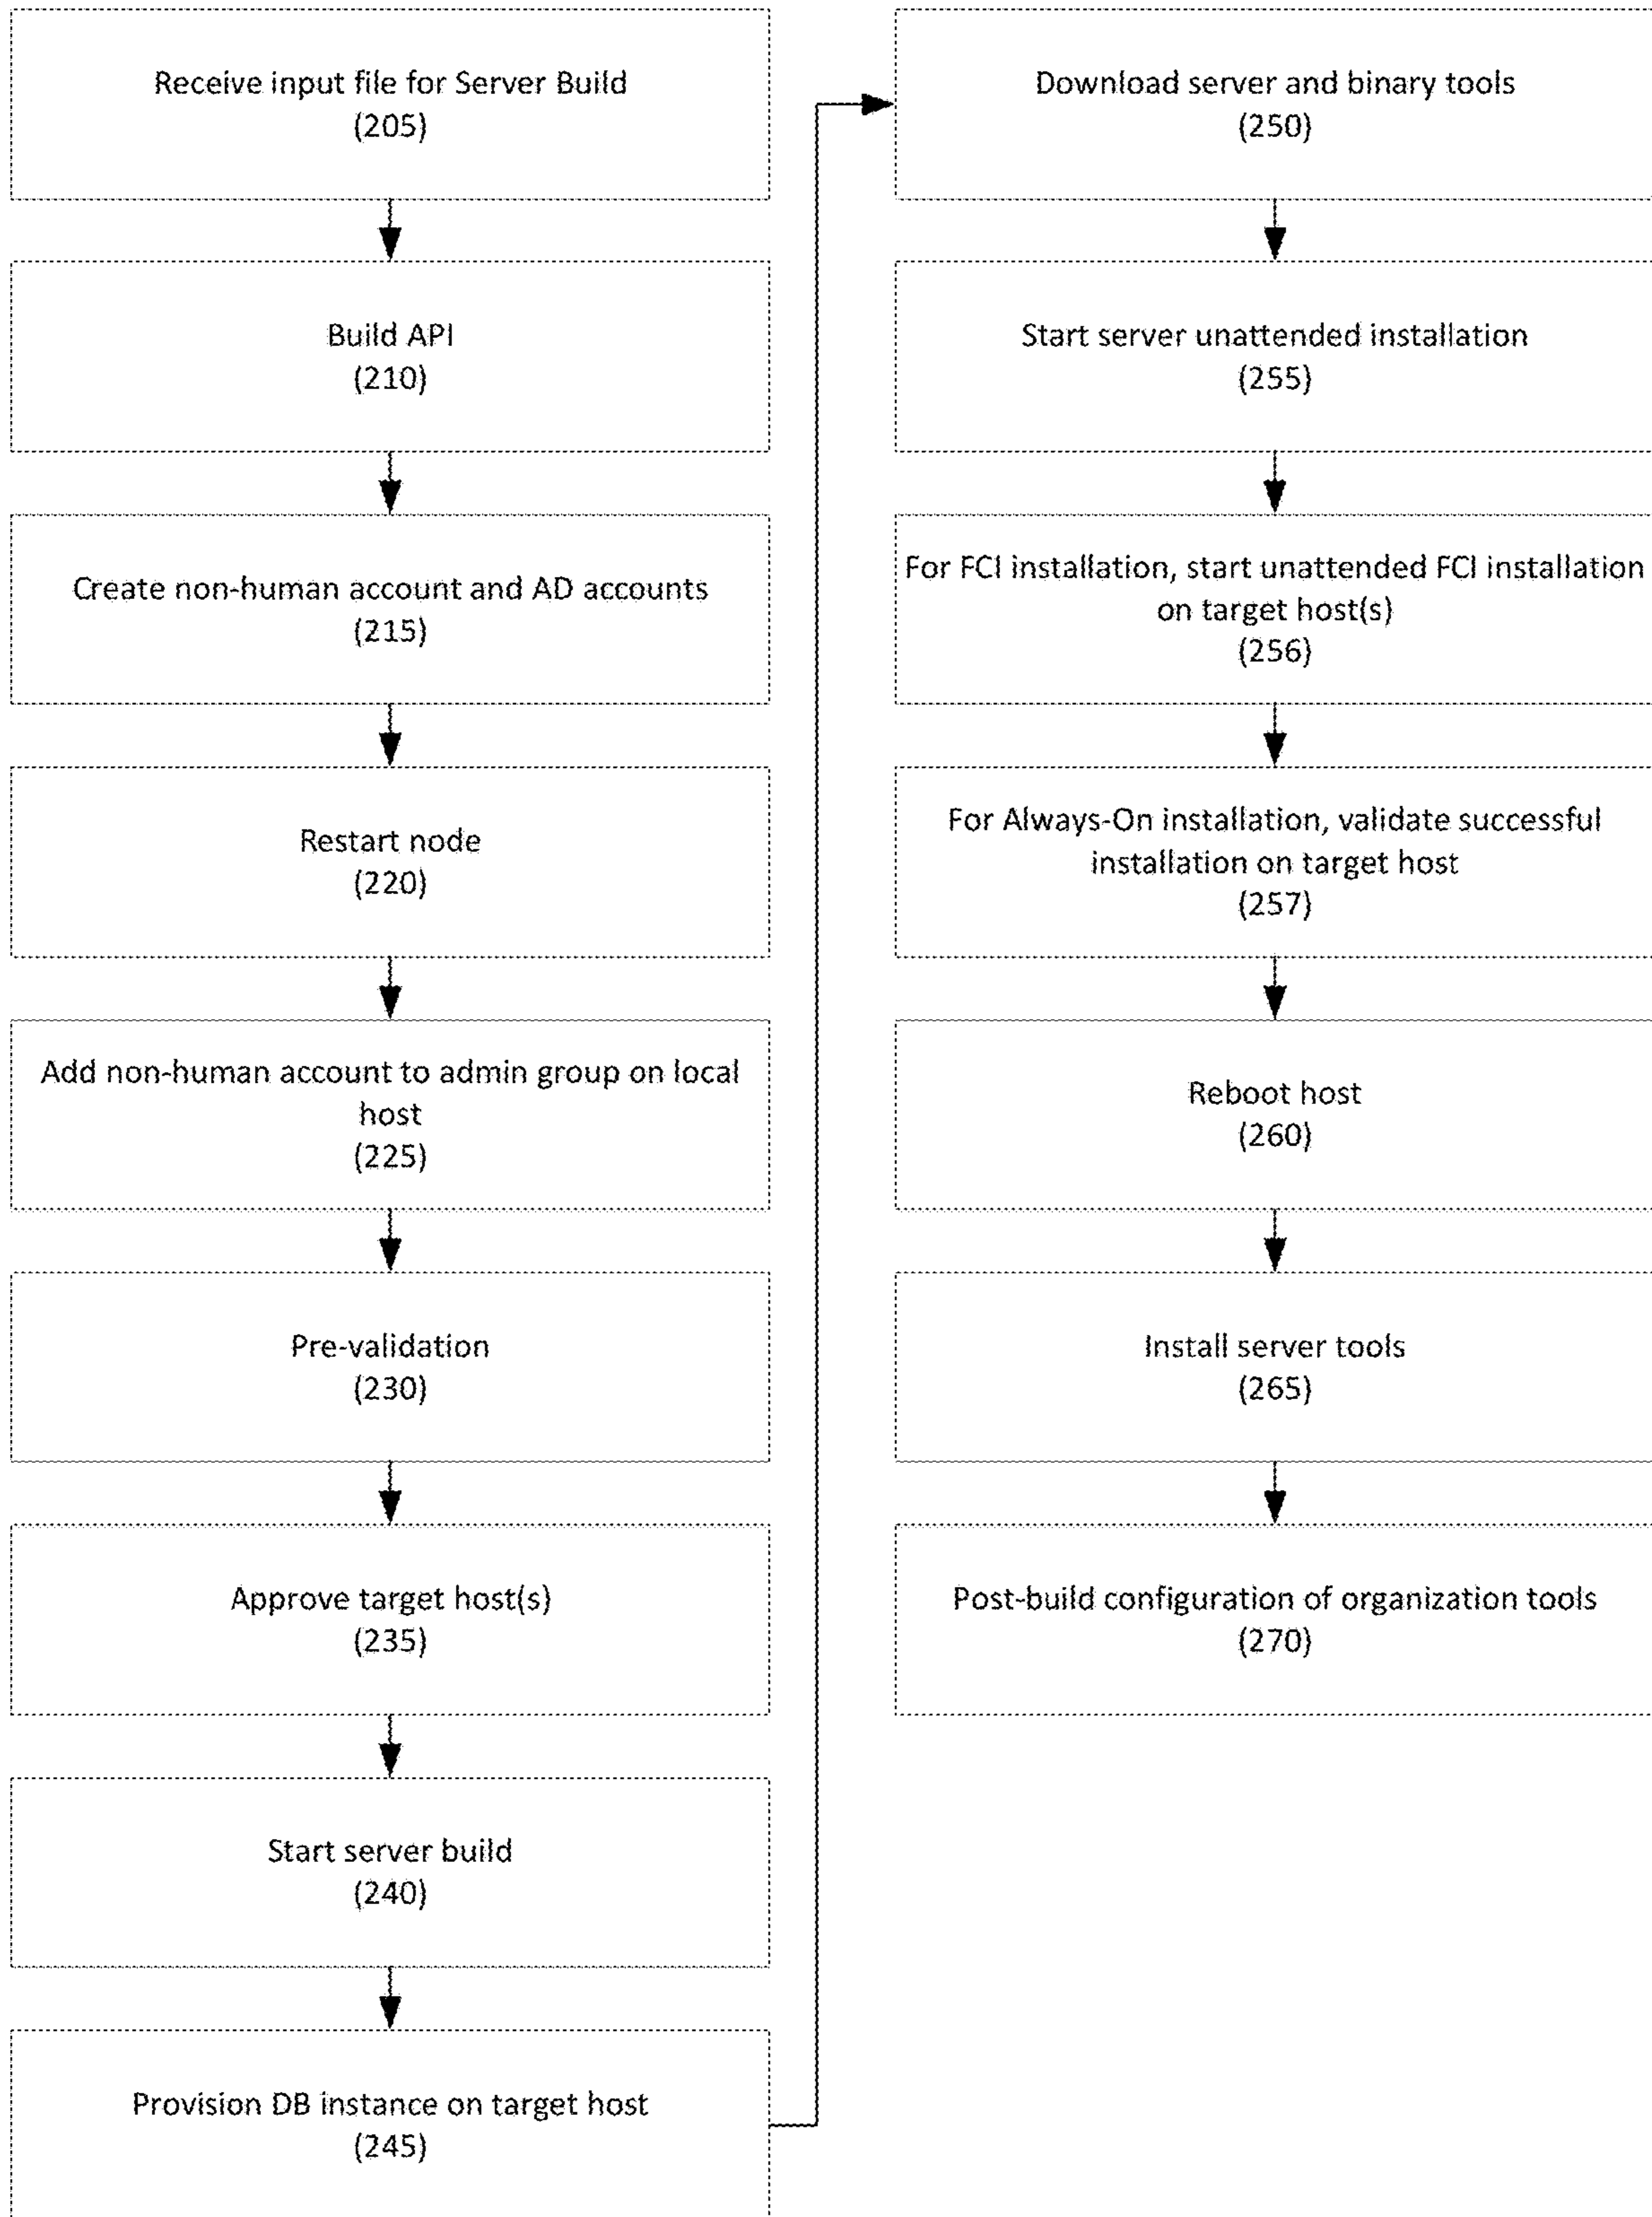 Receive input file for Server Build
(205)
Build API
(210)
Create non-human account and AD accounts
(215)
Restart node
(220)
Add non-human account to admin group on local
host
(225)
Pre-validation
(230)
Approve target host(s)
(235)
Start server build
(240)
Provision DB instance on target host
(245)
Download server and binary tools
(250)
Start server unattended installation
(255)
For FCI installation, start unattended FCI installation
on target host(s)
(256)
For Always-On installation, validate successful
installation on target host
(257)
Reboot host
(260)
Install server tools
(265)
Post-build configuration of organization tools
(270)